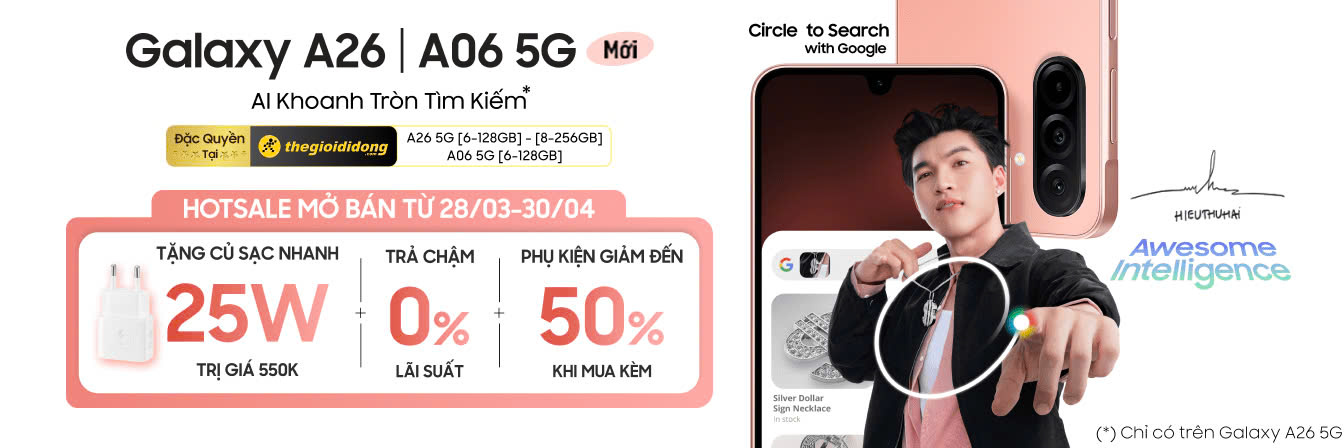 Galaxy A26 | A06 5G Mới
AI Khoanh Tròn Tìm Kiếm*
Đặc Quyền
Tại
thegioididong
.com
A26 5G [6-128GB] - [8-256GB]
A06 5G [6-128GB]
HOTSALE MỞ BÁN TỪ 28/03-30/04
TẶNG CỦ SẠC NHANH
25W
TRỊ GIÁ 550K
+
TRẢ CHẬM
0%
LÃI SUẤT
+
PHỤ KIỆN GIẢM ĐẾN
50%
KHI MUA KÈM
Circle to Search
with Google
G
Silver Dollar
Sign Necklace
In stock
HIEUTHUHAI
Awesome
Intelligence
(*) Chỉ có trên Galaxy A26 5G